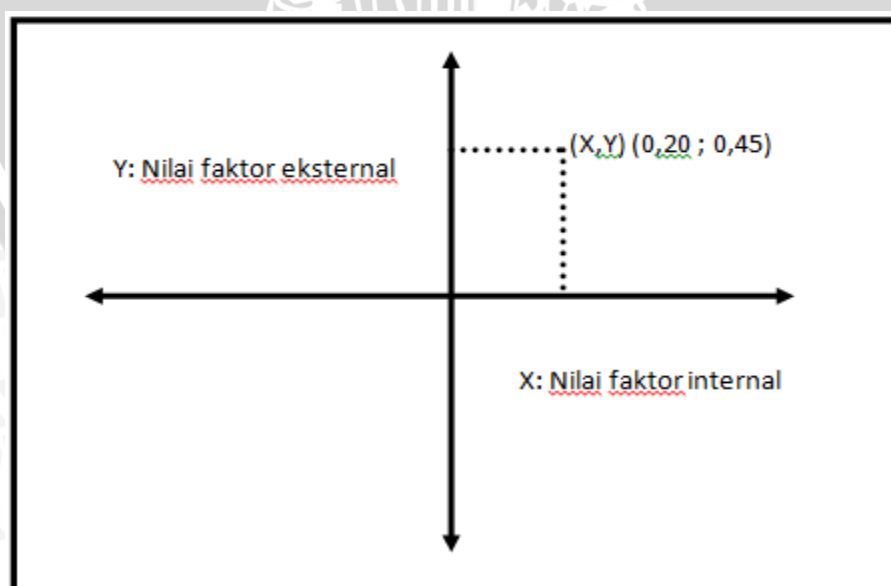 (X,Y) (0,20 ; 0,45)
Y: Nilai faktor eksternal
X: Nilai faktor internal